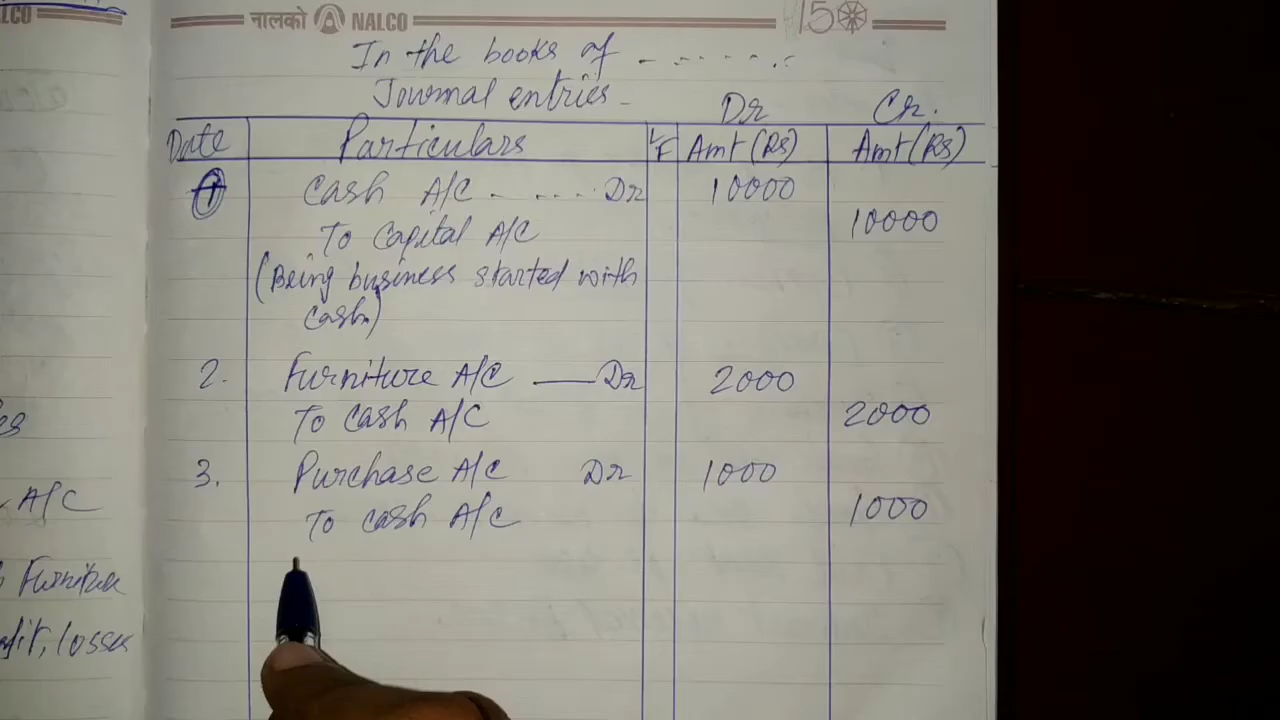 LCO
नालको NALCO
15
In the books of - - - - - - -
Journal entries -
Dr Cr.
Date Particulars L/F Amt (Rs) Amt (Rs)
1 Cash A/C - - - - - Dr 10000
To Capital A/C 10000
(Being business started with
cash)
2. Furniture A/C —— Dr 2000
To Cash A/C 2000
3. Purchase A/C Dr 1000
To cash A/C 1000
A/C
Furniture
losses